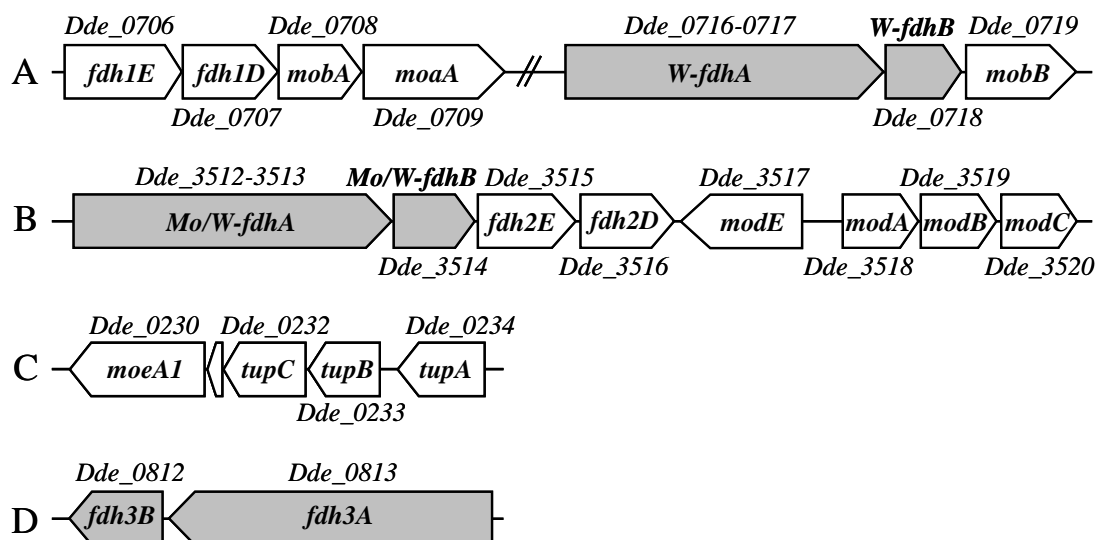 Dde_0706 Dde_0708 Dde_0716-0717 W-fdhB Dde_0719
A fdh1E fdh1D mobA moaA W-fdhA mobB
Dde_0707 Dde_0709 Dde_0718
Dde_3512-3513 Mo/W-fdhB Dde_3515 Dde_3517 Dde_3519
B Mo/W-fdhA fdh2E fdh2D modE modA modB modC
Dde_3514 Dde_3516 Dde_3518 Dde_3520
Dde_0230 Dde_0232 Dde_0234
C moeA1 tupC tupB tupA
Dde_0233
Dde_0812 Dde_0813
D fdh3B fdh3A